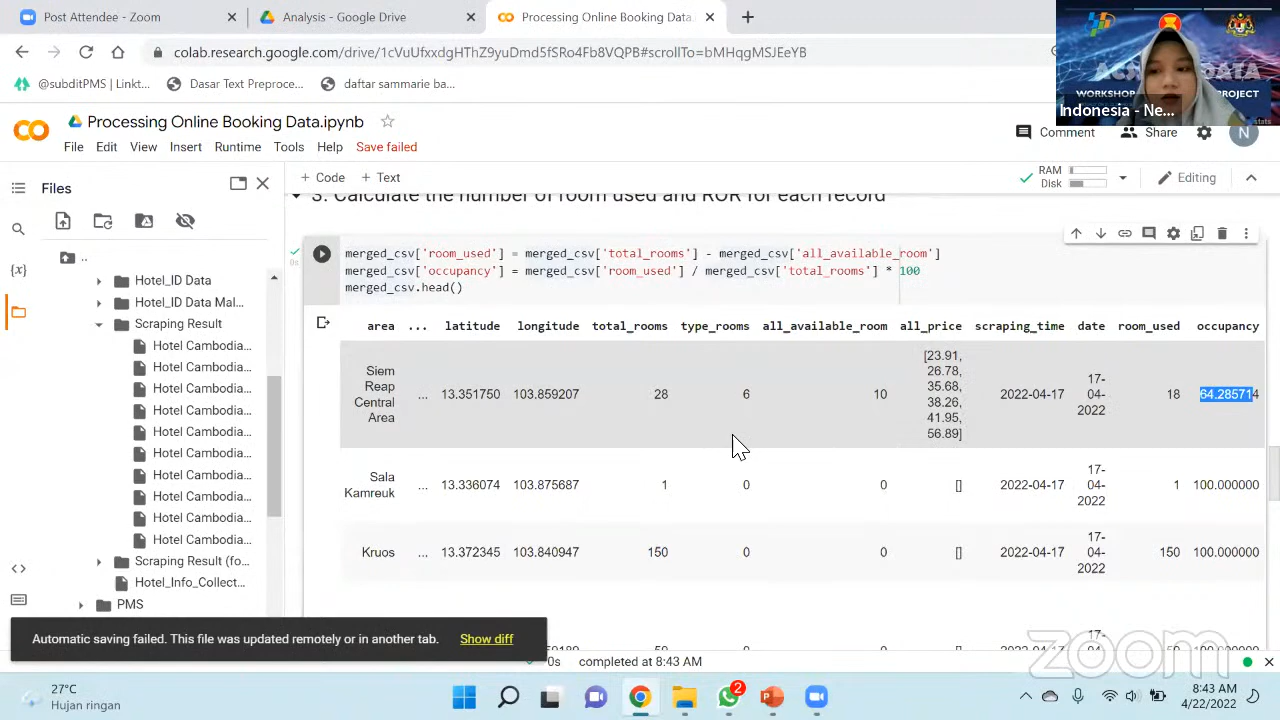 Post Attendee - Zoom
Analysis - Google D
Processing Online Booking Data.
colab.research.google.com/drive/1cVuUbxxdgHThZ9yuDmdGfSRo4Fb8VQPB#scrollTo=bMHqgMSJEeYB
@subditPMS | Linkt...
Dasar Text Preproce...
daftar sammarie ba...
WORKSHOP
PROJECT
Indonesia - Ne...
stats
Processing Online Booking Data.ipynb
File Edit View Insert Runtime Tools Help Save failed
Comment
Share
N
Files
+ Code + Text
RAM
Disk
Editing
3. Calculate the number of room used and ROR for each record
{x}
..
Hotel_ID Data
Hotel_ID Data Mal...
Scraping Result
Hotel Cambodia...
Hotel Cambodia...
Hotel Cambodia...
Hotel Cambodia...
Hotel Cambodia...
Hotel Cambodia...
Hotel Cambodia...
Hotel Cambodia...
Hotel Cambodia...
Hotel Cambodia...
Scraping Result (fo...
Hotel_Info_Collect...
PMS
0s
merged_csv['room_used'] = merged_csv['total_rooms'] - merged_csv['all_available_room']
merged_csv['occupancy'] = merged_csv['room_used'] / merged_csv['total_rooms'] * 100
merged_csv.head()
area ... latitude longitude total_rooms type_rooms all_available_room all_price scraping_time date room_used occupancy
Siem Reap Central Area ... 13.351750 103.859207 28 6 10 [23.91, 26.78, 35.68, 38.26, 41.95, 56.89] 2022-04-17 17-04-2022 18 64.285714
Sala Kamreuk ... 13.336074 103.875687 1 0 0 [] 2022-04-17 17-04-2022 1 100.000000
Kruos ... 13.372345 103.840947 150 0 0 [] 2022-04-17 17-04-2022 150 100.000000
17-
Automatic saving failed. This file was updated remotely or in another tab. Show diff
0s completed at 8:43 AM
zoom
27°C
Hujan ringan
2
8:43 AM
4/22/2022